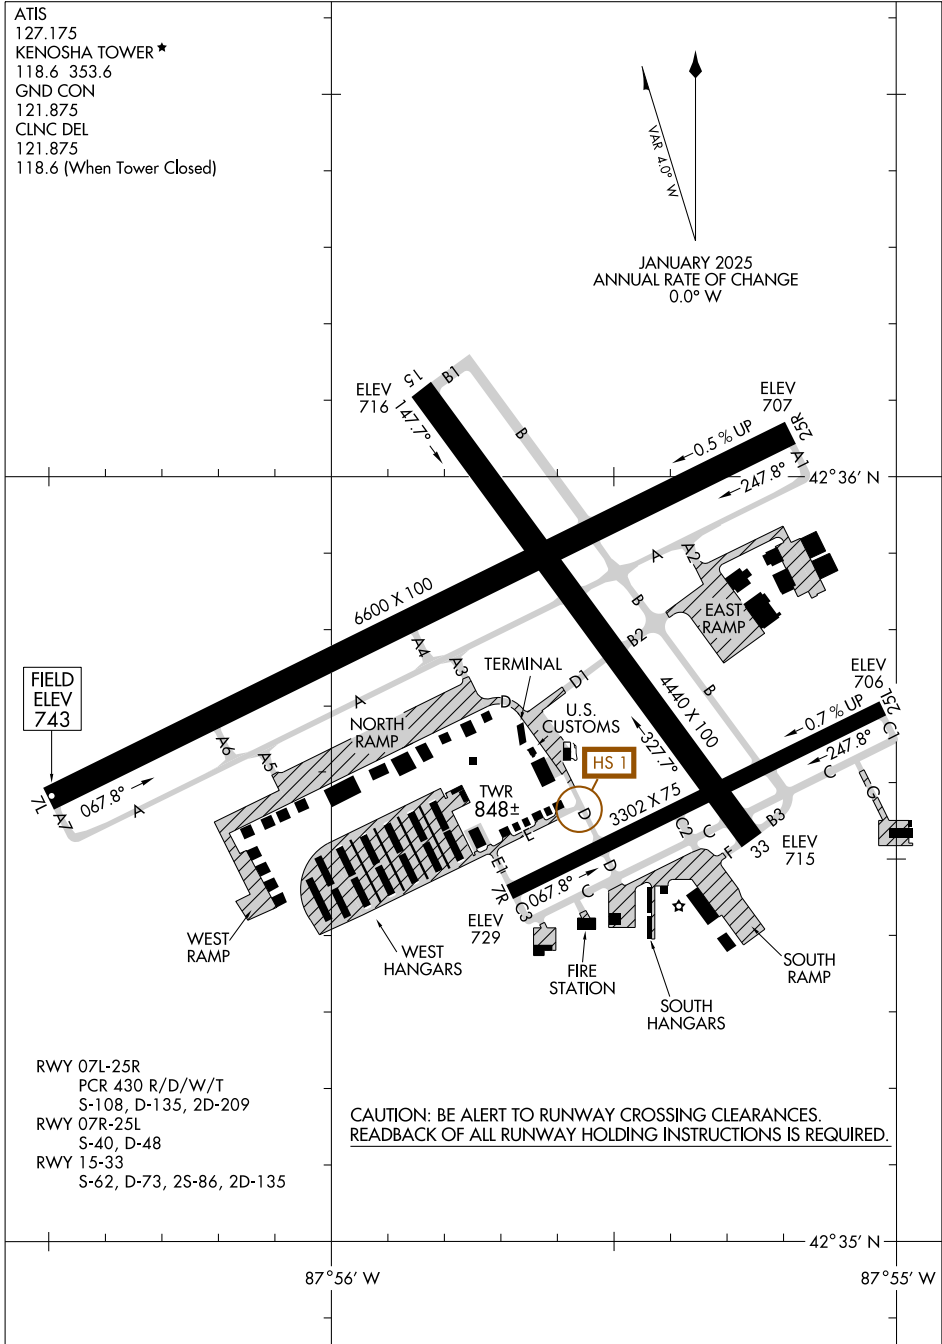 ATIS
127.175
KENOSHA TOWER★
118.6 353.6
GND CON
121.875
CLNC DEL
121.875
118.6 (When Tower Closed)
VAR 4.0° W
JANUARY 2025
ANNUAL RATE OF CHANGE
0.0° W
ELEV
716
15
B1
147.7°
B
ELEV
707
25R
0.5 % UP
247.8°
A1
42°36' N
A
A2
B
EAST
RAMP
6600 X 100
A4
A3
B2
TERMINAL
D1
D
U.S.
CUSTOMS
B
4440 X 100
327.7°
ELEV
706
25L
0.7 % UP
247.8°
C1
C
G
FIELD
ELEV
743
A
NORTH
RAMP
A6
A5
HS 1
067.8°
7L
A7
A
TWR
848±
3302 X 75
D
E
C2
C
B3
F
33
ELEV
715
E1
7R
067.8°
C
D
C3
ELEV
729
WEST
RAMP
WEST
HANGARS
FIRE
STATION
SOUTH
HANGARS
SOUTH
RAMP
RWY 07L-25R
PCR 430 R/D/W/T
S-108, D-135, 2D-209
RWY 07R-25L
S-40, D-48
RWY 15-33
S-62, D-73, 2S-86, 2D-135
CAUTION: BE ALERT TO RUNWAY CROSSING CLEARANCES.
READBACK OF ALL RUNWAY HOLDING INSTRUCTIONS IS REQUIRED.
42°35' N
87°56' W
87°55' W